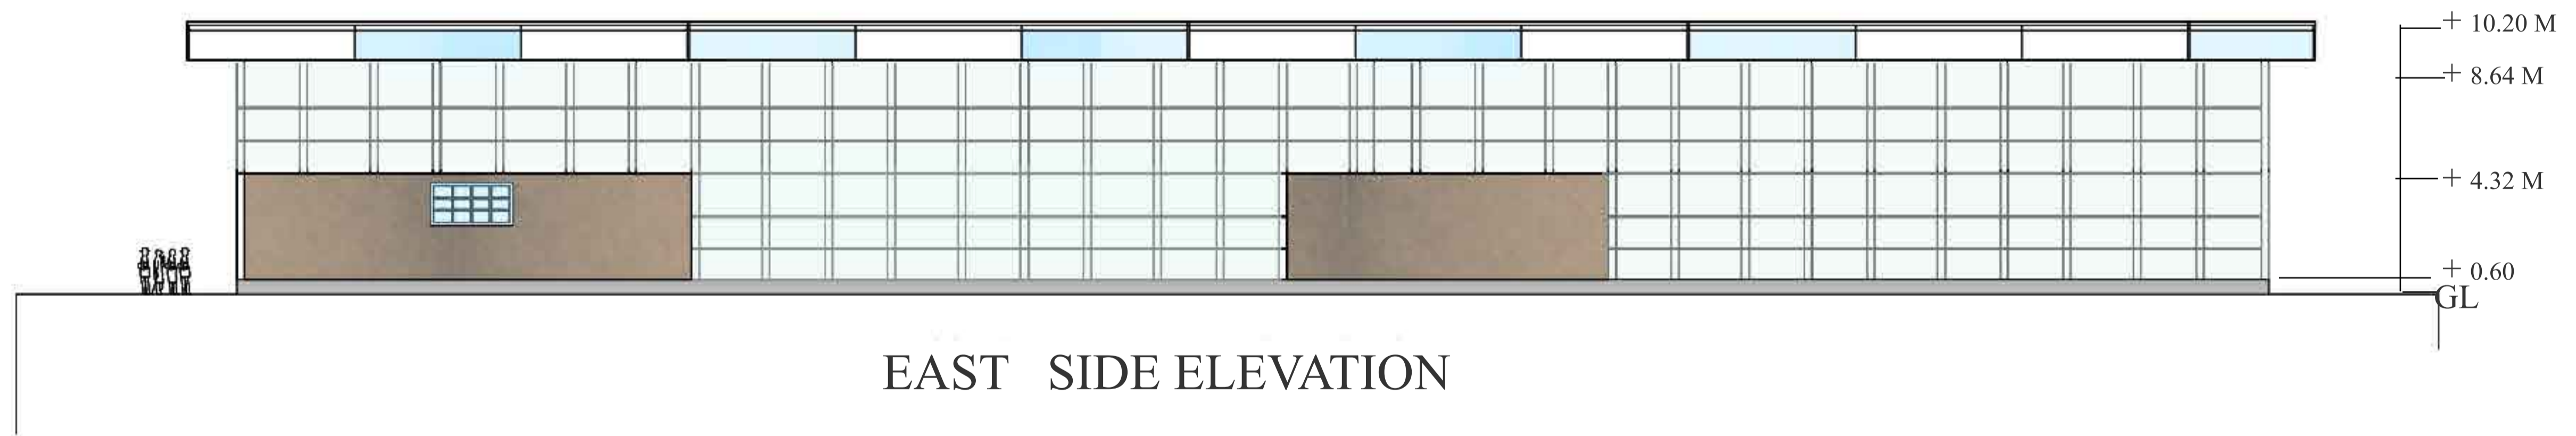 + 10.20 M
+ 8.64 M
+ 4.32 M
+ 0.60
GL
EAST SIDE ELEVATION